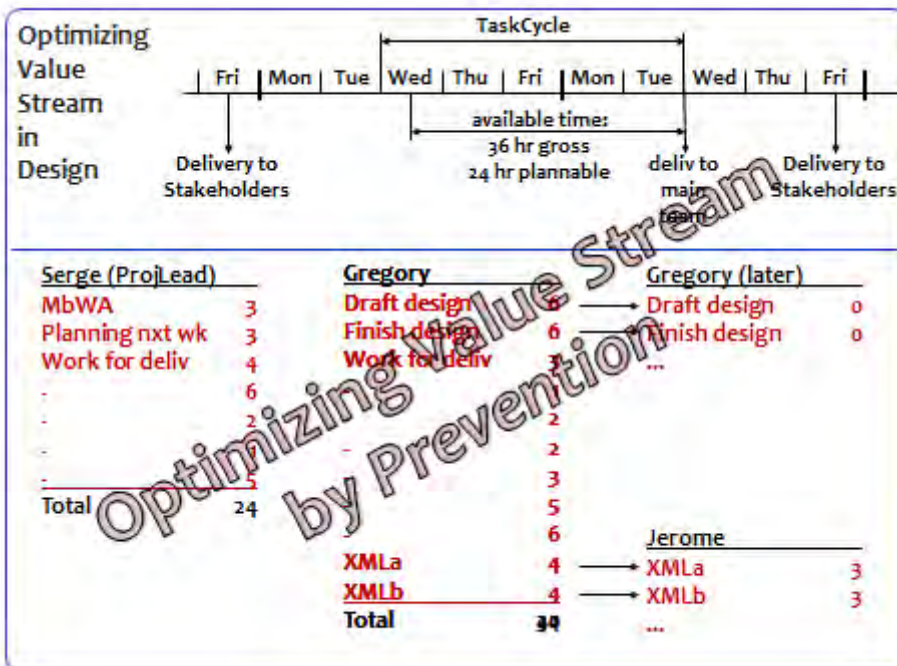 Optimizing
Value
Stream
in
Design
TaskCycle
Fri Mon Tue Wed Thu Fri Mon Tue Wed Thu Fri
available time:
36 hr gross
24 hr plannable
Delivery to
Stakeholders
deliv to
main
team
Delivery to
Stakeholders
Optimizing Value Stream
by Prevention
Serge (ProjLead)
MbWA 3
Planning nxt wk 3
Work for deliv 4
- 6
- 2
-
- 5
Total 24
Gregory
Draft design 6
Finish design 6
Work for deliv 3
2
- 2
3
5
- 6
XMLa 4
XMLb 4
Total
Gregory (later)
Draft design 0
Finish design 0
...
Jerome
XMLa 3
XMLb 3
...